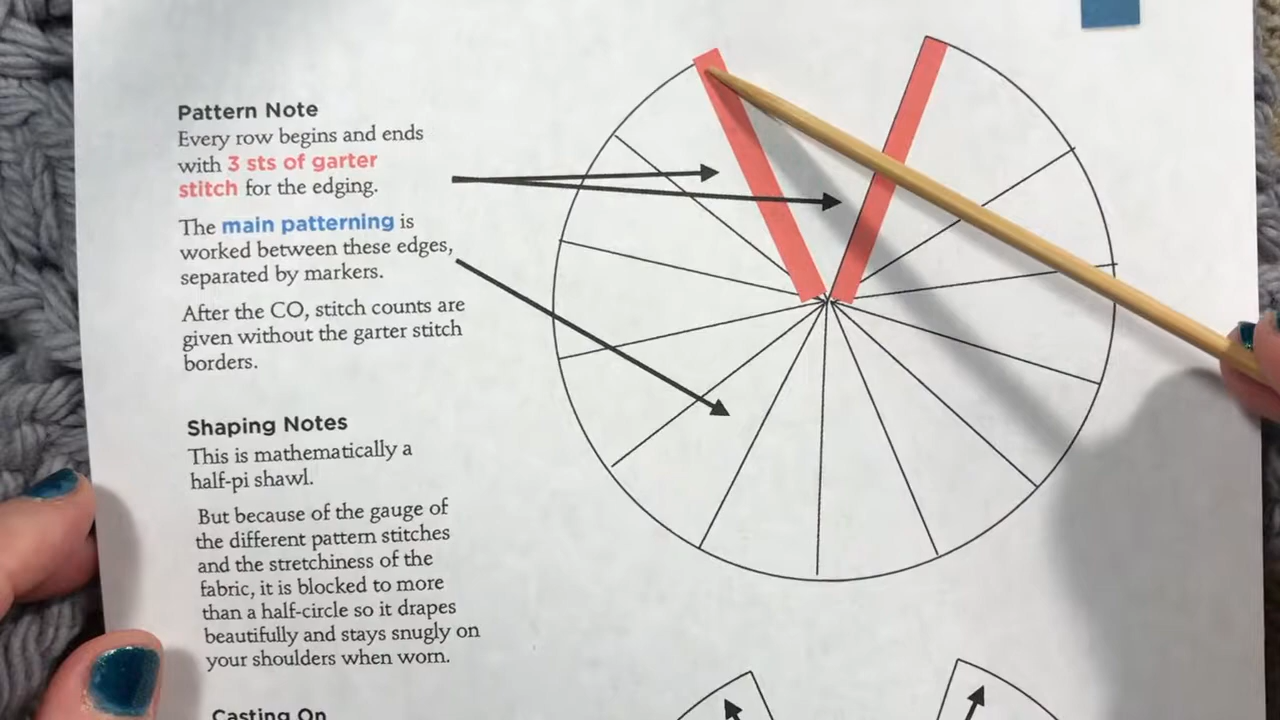 Pattern Note
Every row begins and ends
with 3 sts of garter
stitch for the edging.
The main patterning is
worked between these edges,
separated by markers.
After the CO, stitch counts are
given without the garter stitch
borders.
Shaping Notes
This is mathematically a
half-pi shawl.
But because of the gauge of
the different pattern stitches
and the stretchiness of the
fabric, it is blocked to more
than a half-circle so it drapes
beautifully and stays snugly on
your shoulders when worn.
Casting On